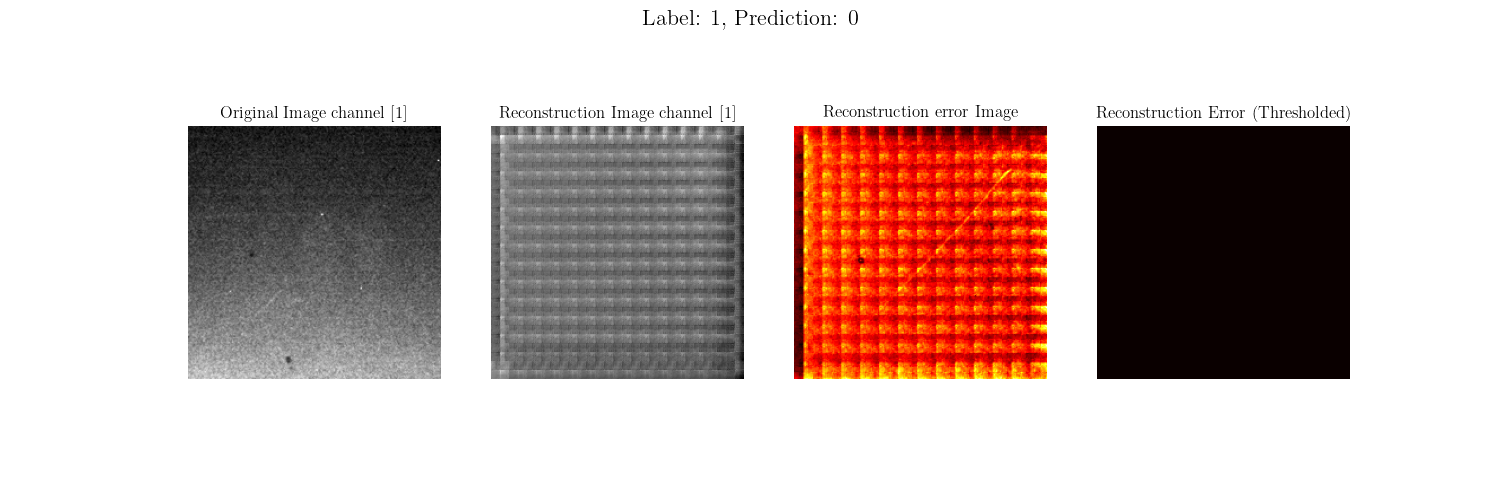 Label: 1, Prediction: 0
Original Image channel [1]
Reconstruction Image channel [1]
Reconstruction error Image
Reconstruction Error (Thresholded)